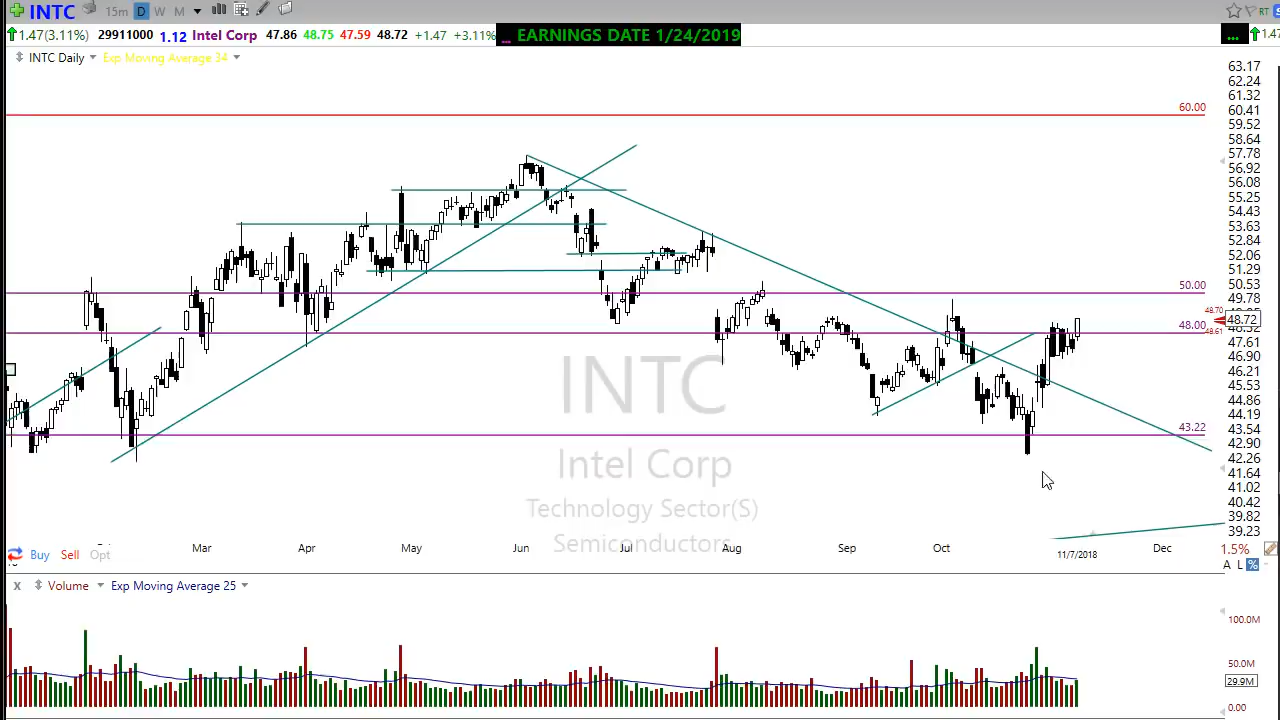 INTC 15m D W M RT
1.47(3.11%) 29911000 1.12 Intel Corp 47.86 48.75 47.59 48.72 +1.47 +3.11% _ EARNINGS DATE 1/24/2019 ... 1.47
INTC Daily Exp Moving Average 34
63.17
62.24
61.32
60.00
60.41
59.52
58.64
57.78
56.92
56.08
55.25
54.43
53.63
52.84
52.06
51.29
50.53
50.00
49.78
48.70
48.72
48.00
48.61
47.61
46.90
46.21
45.53
44.86
44.19
43.22
43.54
42.90
42.26
41.64
41.02
40.42
39.82
39.23
INTC
Intel Corp
Technology Sector(S)
Semiconductors
Buy Sell Opt
Mar Apr May Jun Jul Aug Sep Oct 11/7/2018 Dec
1.5%
A L %
X Volume Exp Moving Average 25
100.0M
50.0M
29.9M
0.00